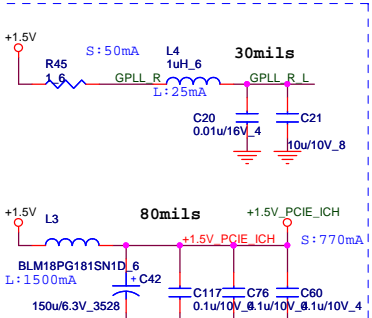 +1.5V
S:50mA
L4
1uH_6
30mils
R45
1_6
GPLL_R
GPLL_R_L
L:25mA
C20
0.01u/16V_4
C21
10u/10V_8
+1.5V
L3
80mils
+1.5V_PCIE_ICH
+1.5V_PCIE_ICH
S:770mA
BLM18PG181SN1D_6
L:1500mA
+
C42
150u/6.3V_3528
C117
0.1u/10V_4
C76
0.1u/10V_4
C60
0.1u/10V_4